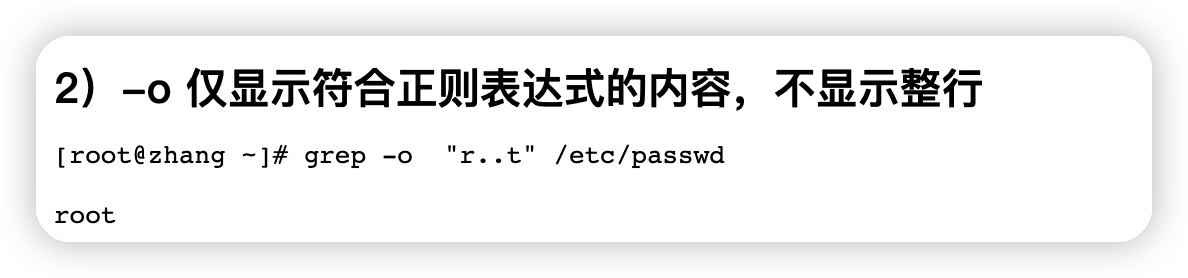 2）-o 仅显示符合正则表达式的内容，不显示整行
[root@zhang ~]# grep -o  "r..t" /etc/passwd
root